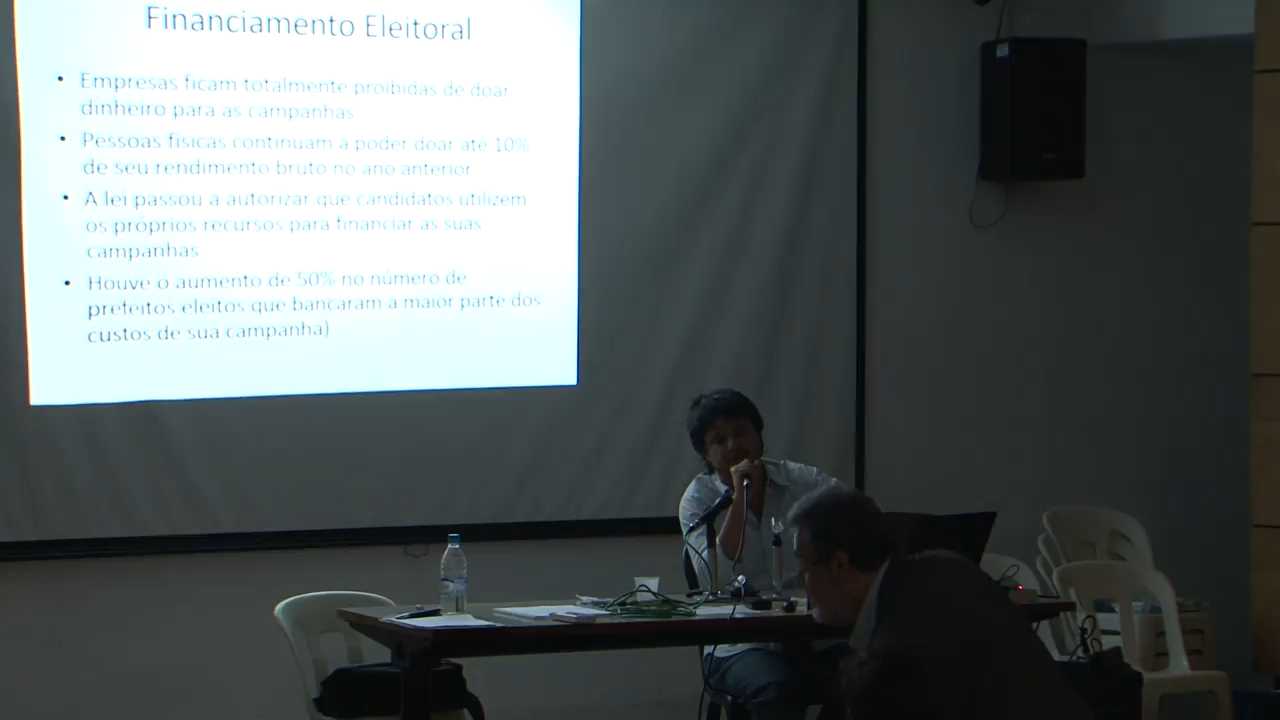 Financiamento Eleitoral
• Empresas ficam totalmente proibidas de doar
dinheiro para as campanhas
• Pessoas físicas continuam a poder doar até 10%
de seu rendimento bruto no ano anterior
• A lei passou a autorizar que candidatos utilizem
os próprios recursos para financiar as suas
campanhas
• Houve o aumento de 50% no número de
prefeitos eleitos que bancaram a maior parte dos
custos de sua campanha)